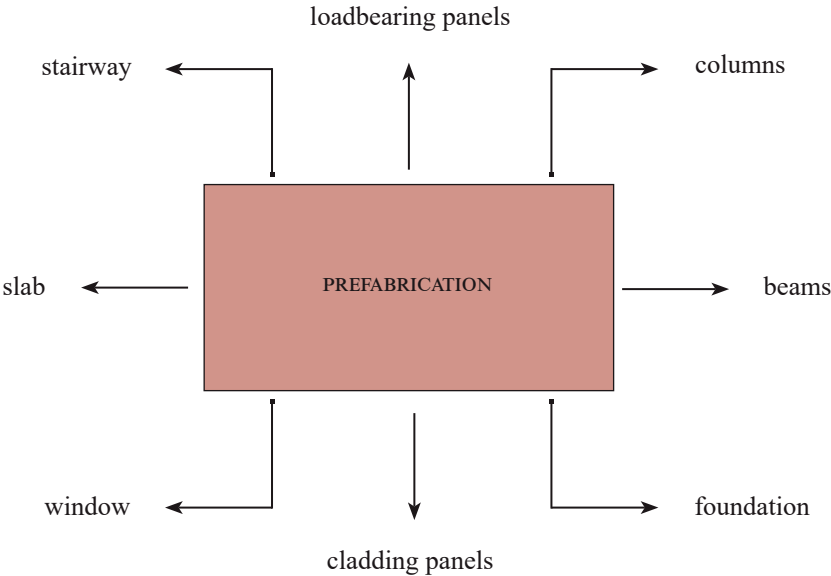 loadbearing panels
stairway
columns
slab
PREFABRICATION
beams
window
foundation
cladding panels